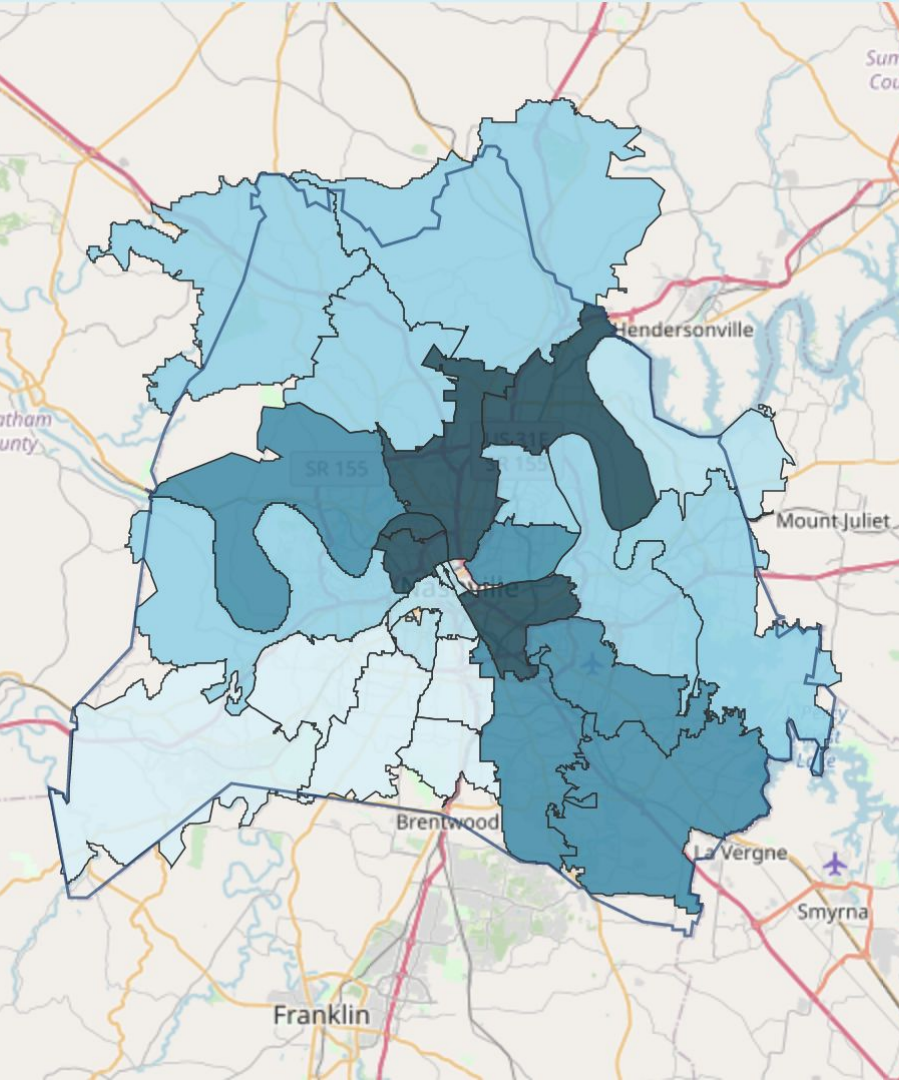 Sum
Cou
Hendersonville
atham
unty
US 31E
SR 155
SR 155
Mount Juliet
Nashville
Brentwood
La Vergne
Smyrna
Franklin